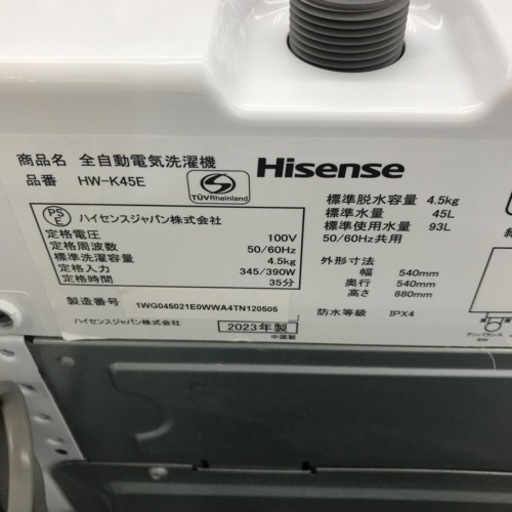 商品名 全自動電気洗濯機
品番 HW-K45E
TÜVRheinland
Hisense
PS
E
ハイセンスジャパン株式会社
定格電圧 100V
定格周波数 50/60Hz
標準洗濯容量 4.5kg
定格入力 345/390W
定格時間 35分
製造番号 1WG045021E0WWA4TN120505
ハイセンスジャパン株式会社
2023年製
中国製
標準脱水容量 4.5kg
標準水量 45L
標準使用水量 93L
50/60Hz共用
外形寸法
幅 540mm
奥行 540mm
高さ 880mm
防水等級 IPX4